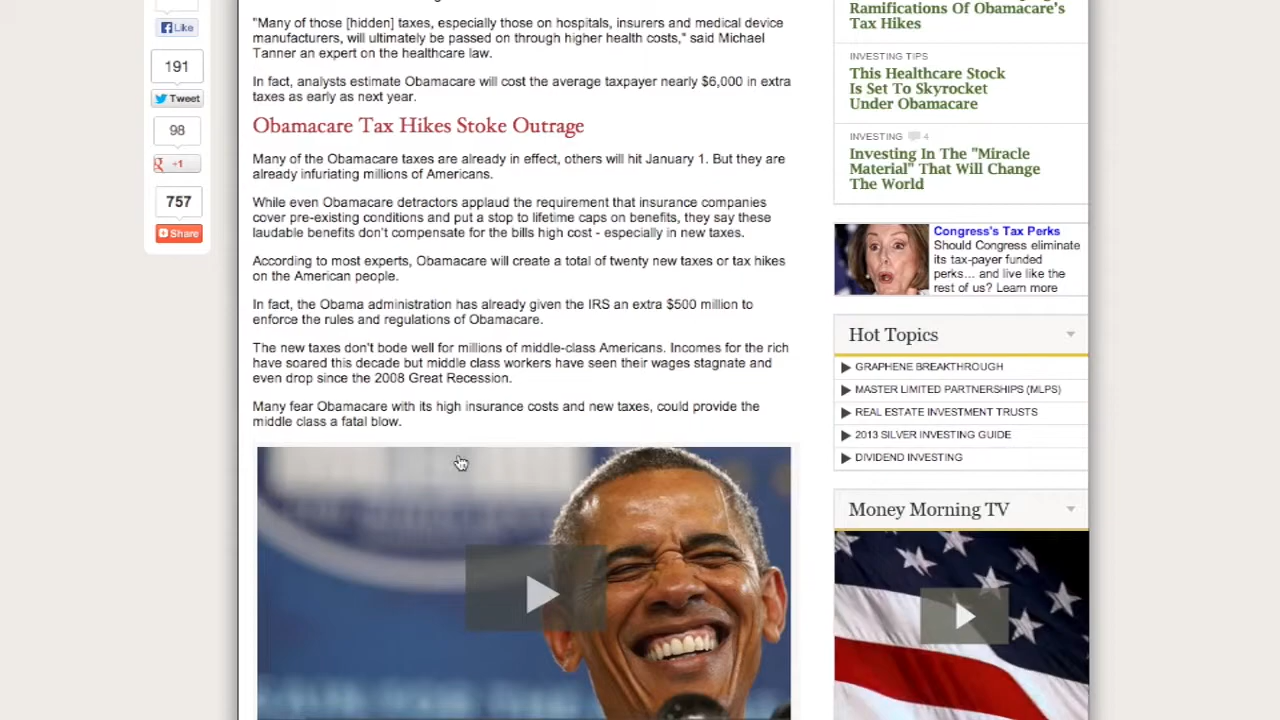 Like
191
Tweet
98
+1
757
Share
"Many of those [hidden] taxes, especially those on hospitals, insurers and medical device
manufacturers, will ultimately be passed on through higher health costs," said Michael
Tanner an expert on the healthcare law.
In fact, analysts estimate Obamacare will cost the average taxpayer nearly $6,000 in extra
taxes as early as next year.
Obamacare Tax Hikes Stoke Outrage
Many of the Obamacare taxes are already in effect, others will hit January 1. But they are
already infuriating millions of Americans.
While even Obamacare detractors applaud the requirement that insurance companies
cover pre-existing conditions and put a stop to lifetime caps on benefits, they say these
laudable benefits don't compensate for the bills high cost - especially in new taxes.
According to most experts, Obamacare will create a total of twenty new taxes or tax hikes
on the American people.
In fact, the Obama administration has already given the IRS an extra $500 million to
enforce the rules and regulations of Obamacare.
The new taxes don't bode well for millions of middle-class Americans. Incomes for the rich
have soared this decade but middle class workers have seen their wages stagnate and
even drop since the 2008 Great Recession.
Many fear Obamacare with its high insurance costs and new taxes, could provide the
middle class a fatal blow.
Ramifications Of Obamacare's
Tax Hikes
INVESTING TIPS
This Healthcare Stock
Is Set To Skyrocket
Under Obamacare
INVESTING 4
Investing In The "Miracle
Material" That Will Change
The World
Congress's Tax Perks
Should Congress eliminate
its tax-payer funded
perks... and live like the
rest of us? Learn more
Hot Topics
GRAPHENE BREAKTHROUGH
MASTER LIMITED PARTNERSHIPS (MLPS)
REAL ESTATE INVESTMENT TRUSTS
2013 SILVER INVESTING GUIDE
DIVIDEND INVESTING
Money Morning TV